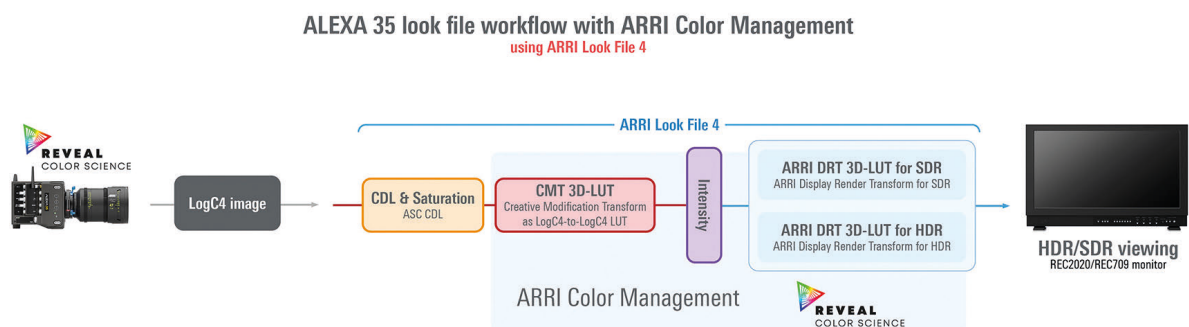 ALEXA 35 look file workflow with ARRI Color Management
using ARRI Look File 4
ARRI Look File 4
REVEAL
COLOR SCIENCE
LogC4 image
CDL & Saturation
ASC CDL
CMT 3D-LUT
Creative Modification Transform
as LogC4-to-LogC4 LUT
Intensity
ARRI DRT 3D-LUT for SDR
ARRI Display Render Transform for SDR
ARRI DRT 3D-LUT for HDR
ARRI Display Render Transform for HDR
HDR/SDR viewing
REC2020/REC709 monitor
ARRI Color Management
REVEAL
COLOR SCIENCE